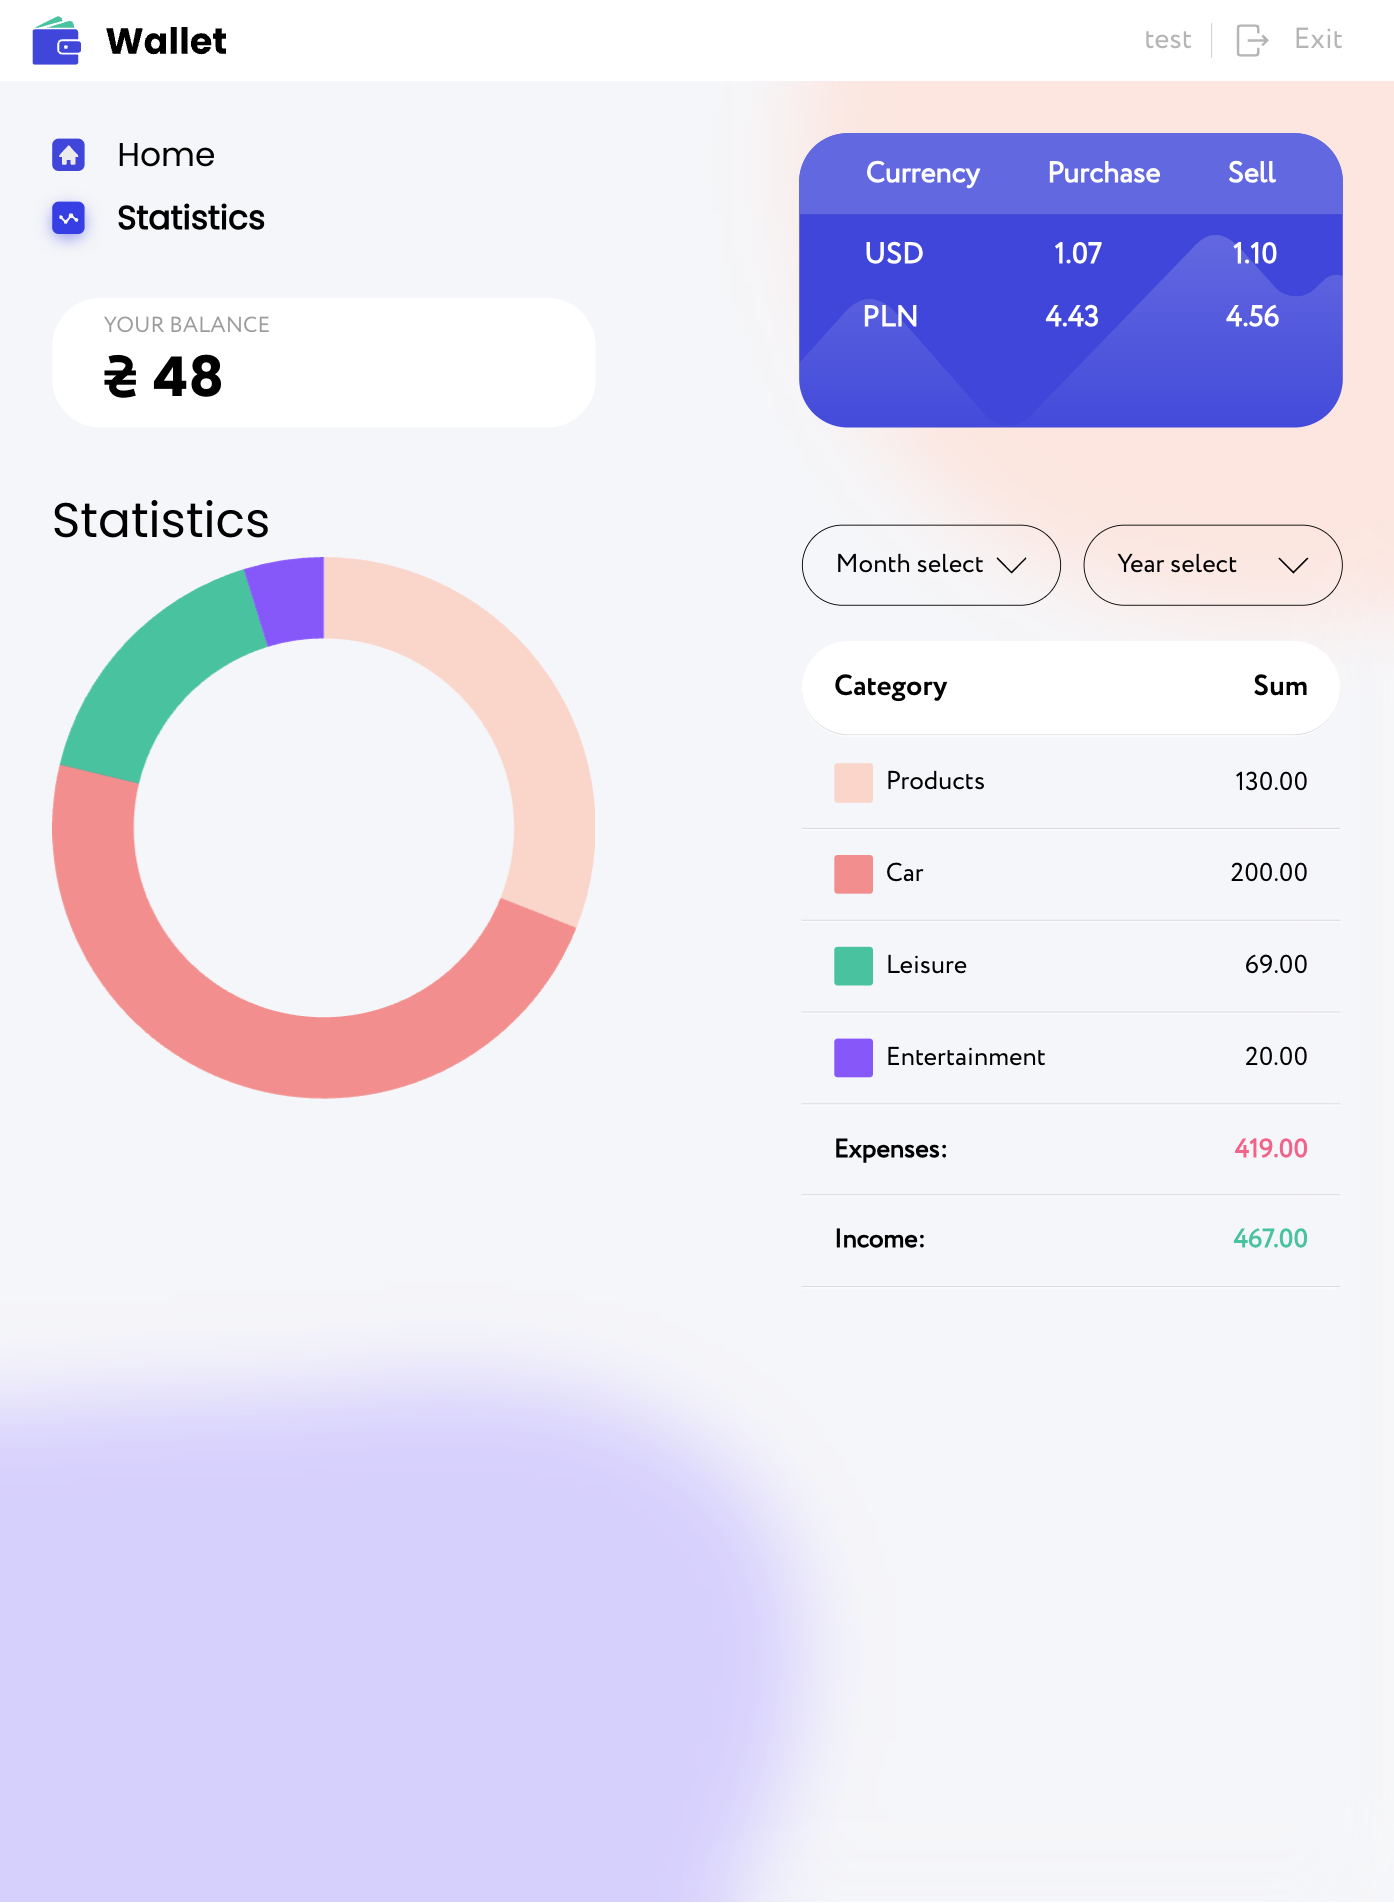 Wallet
test
Exit
Home
Statistics
YOUR BALANCE
₴ 48
Currency Purchase Sell
USD 1.07 1.10
PLN 4.43 4.56
Statistics
Month select
Year select
Category Sum
Products 130.00
Car 200.00
Leisure 69.00
Entertainment 20.00
Expenses: 419.00
Income: 467.00